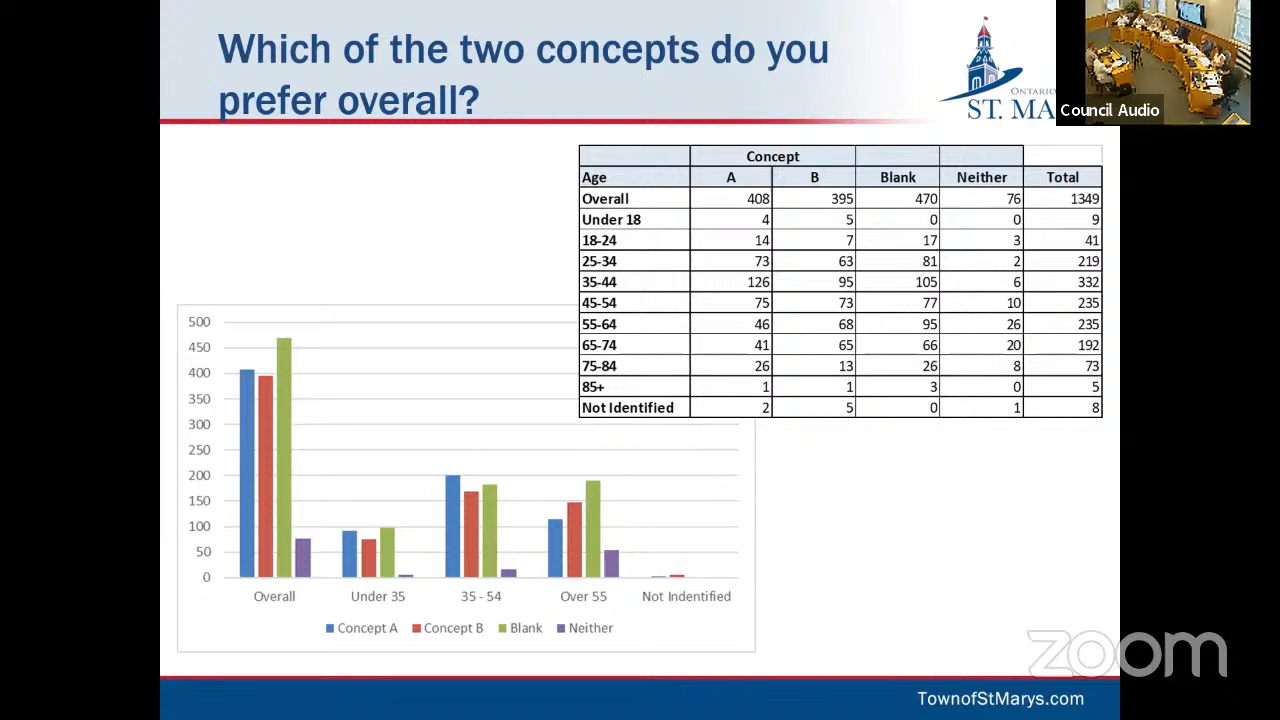 Which of the two concepts do you
prefer overall?
ONTARIO
ST. MA
Council Audio
Concept
Age A B Blank Neither Total
Overall 408 395 470 76 1349
Under 18 4 5 0 0 9
18-24 14 7 17 3 41
25-34 73 63 81 2 219
35-44 126 95 105 6 332
45-54 75 73 77 10 235
55-64 46 68 95 26 235
65-74 41 65 66 20 192
75-84 26 13 26 8 73
85+ 1 1 3 0 5
Not Identified 2 5 0 1 8
500
450
400
350
300
250
200
150
100
50
0
Overall Under 35 35 - 54 Over 55 Not Indentified
Concept A Concept B Blank Neither
zoom
TownofStMarys.com